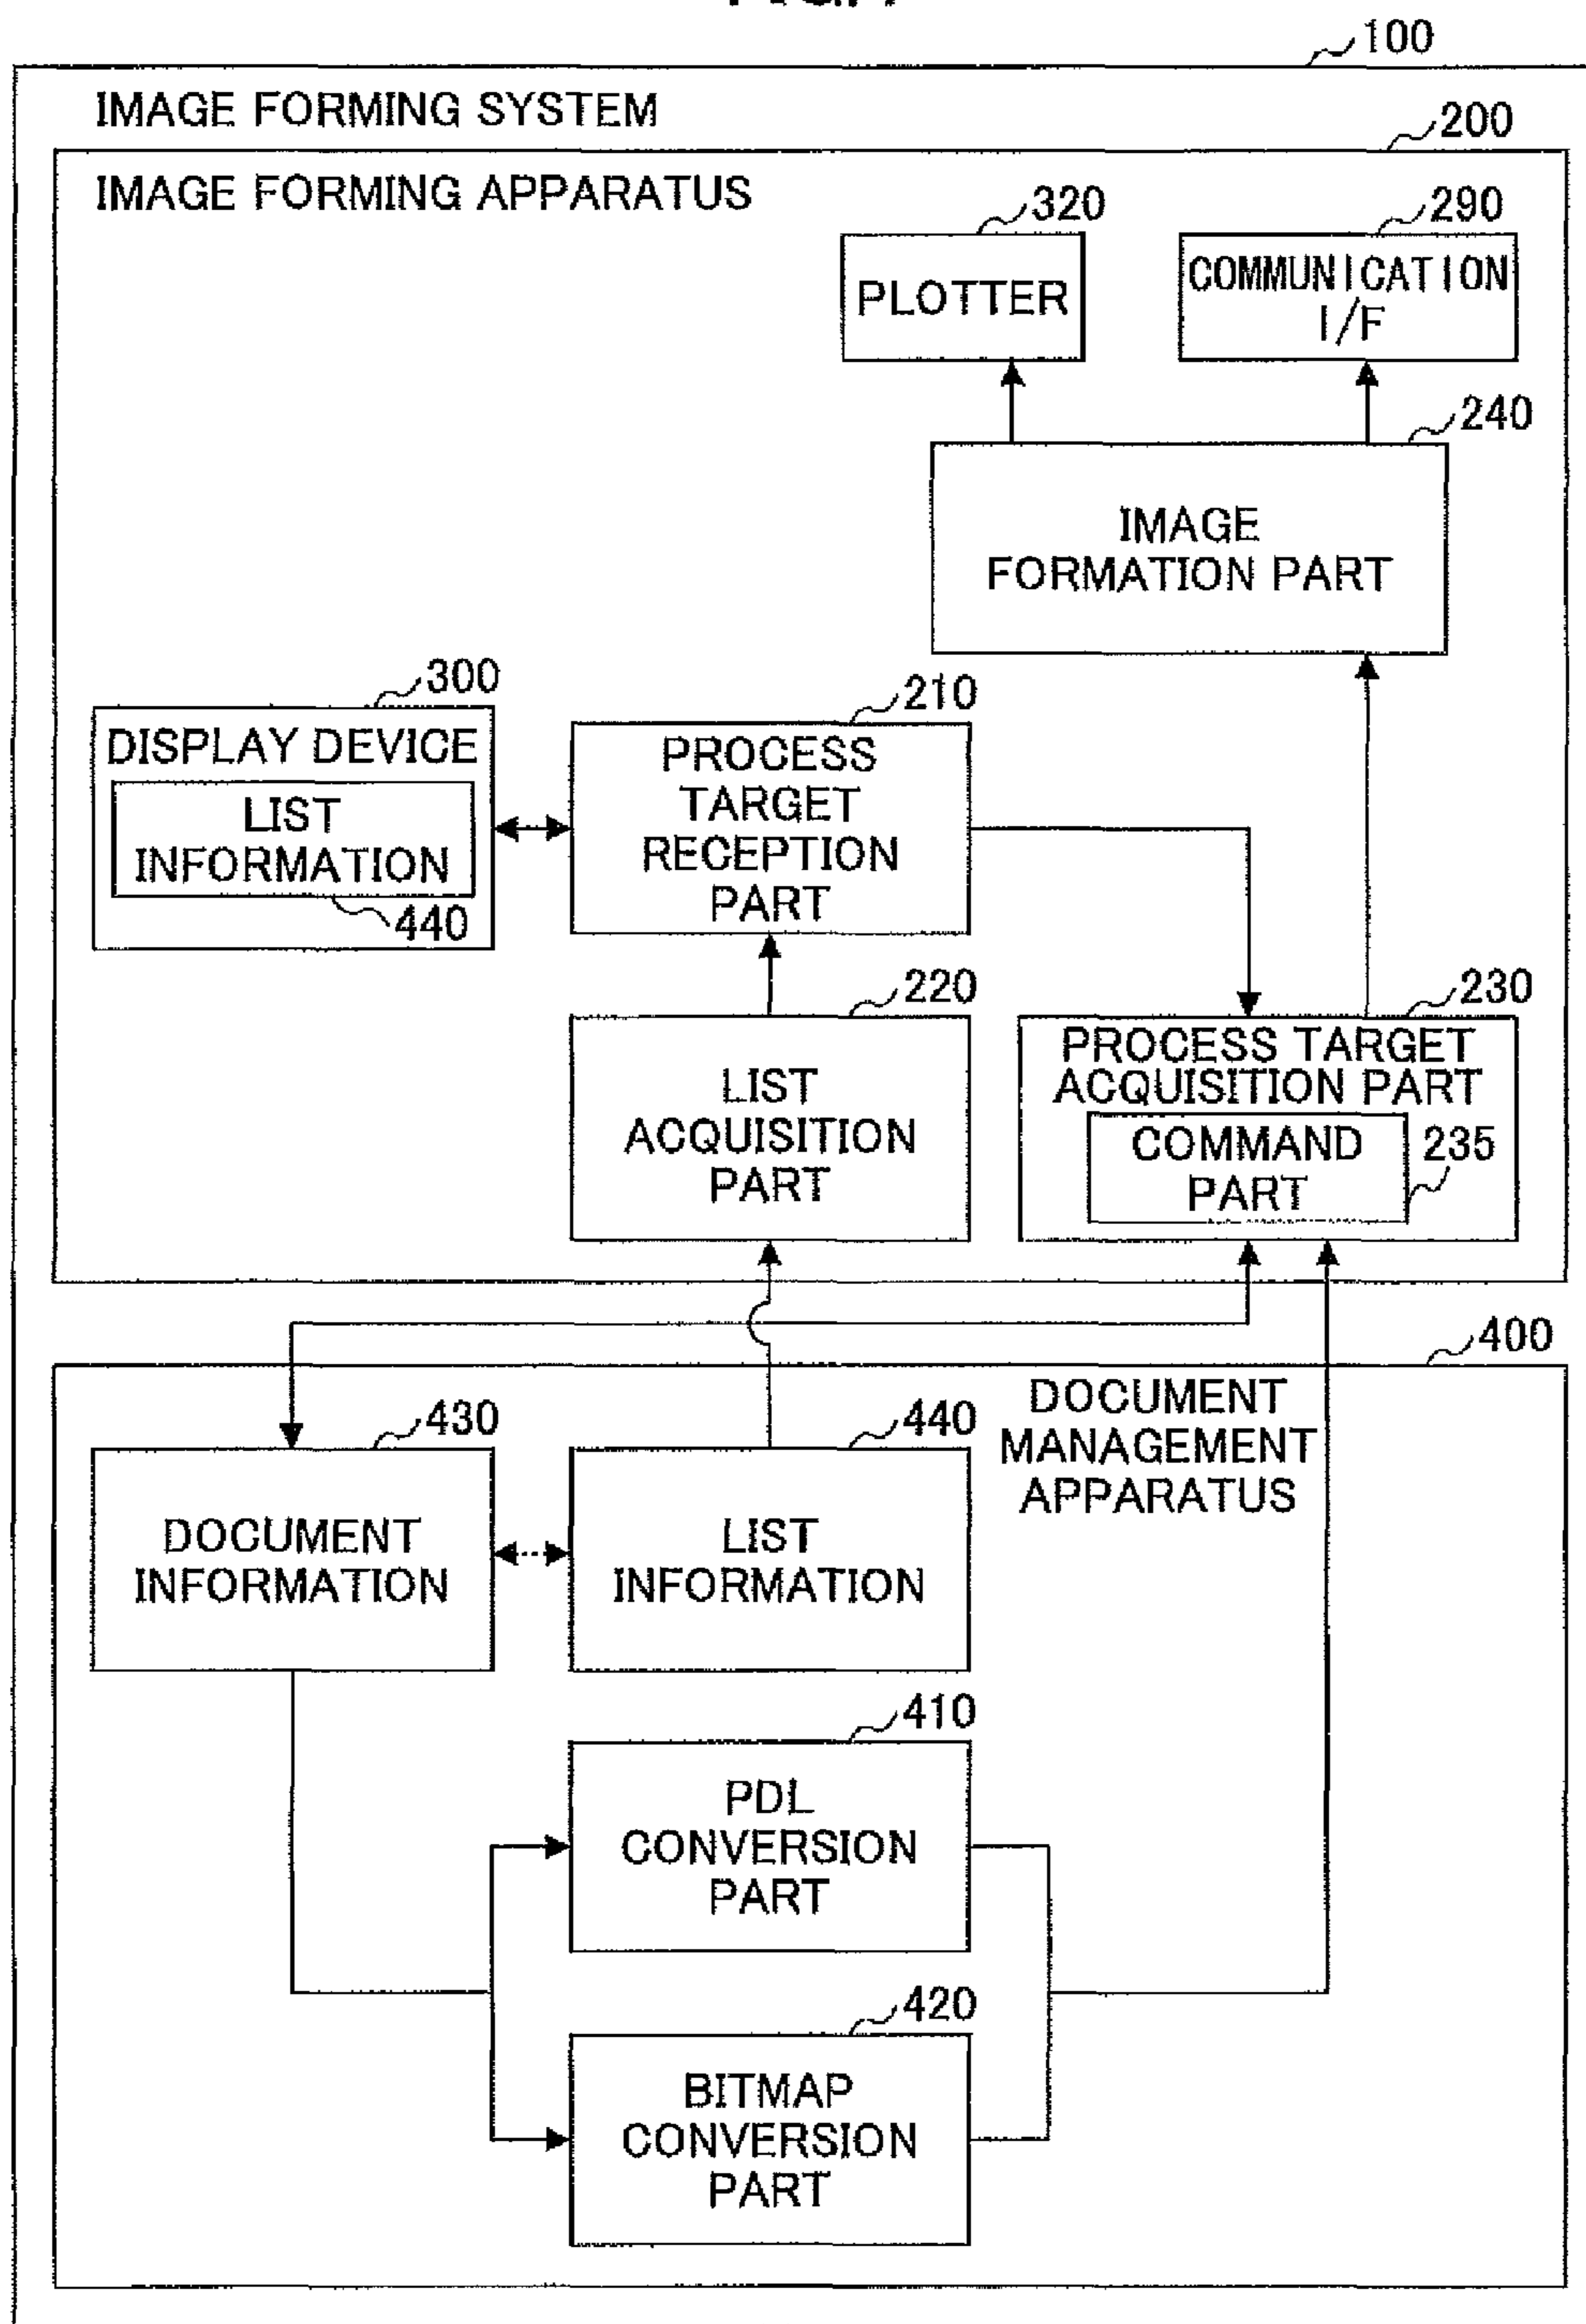 100
IMAGE FORMING SYSTEM
200
IMAGE FORMING APPARATUS
320
PLOTTER
290
COMMUNICATION
I/F
240
IMAGE
FORMATION PART
300
DISPLAY DEVICE
LIST
INFORMATION
440
210
PROCESS
TARGET
RECEPTION
PART
220
LIST
ACQUISITION
PART
230
PROCESS TARGET
ACQUISITION PART
COMMAND
PART
235
400
DOCUMENT
MANAGEMENT
APPARATUS
430
DOCUMENT
INFORMATION
440
LIST
INFORMATION
410
PDL
CONVERSION
PART
420
BITMAP
CONVERSION
PART